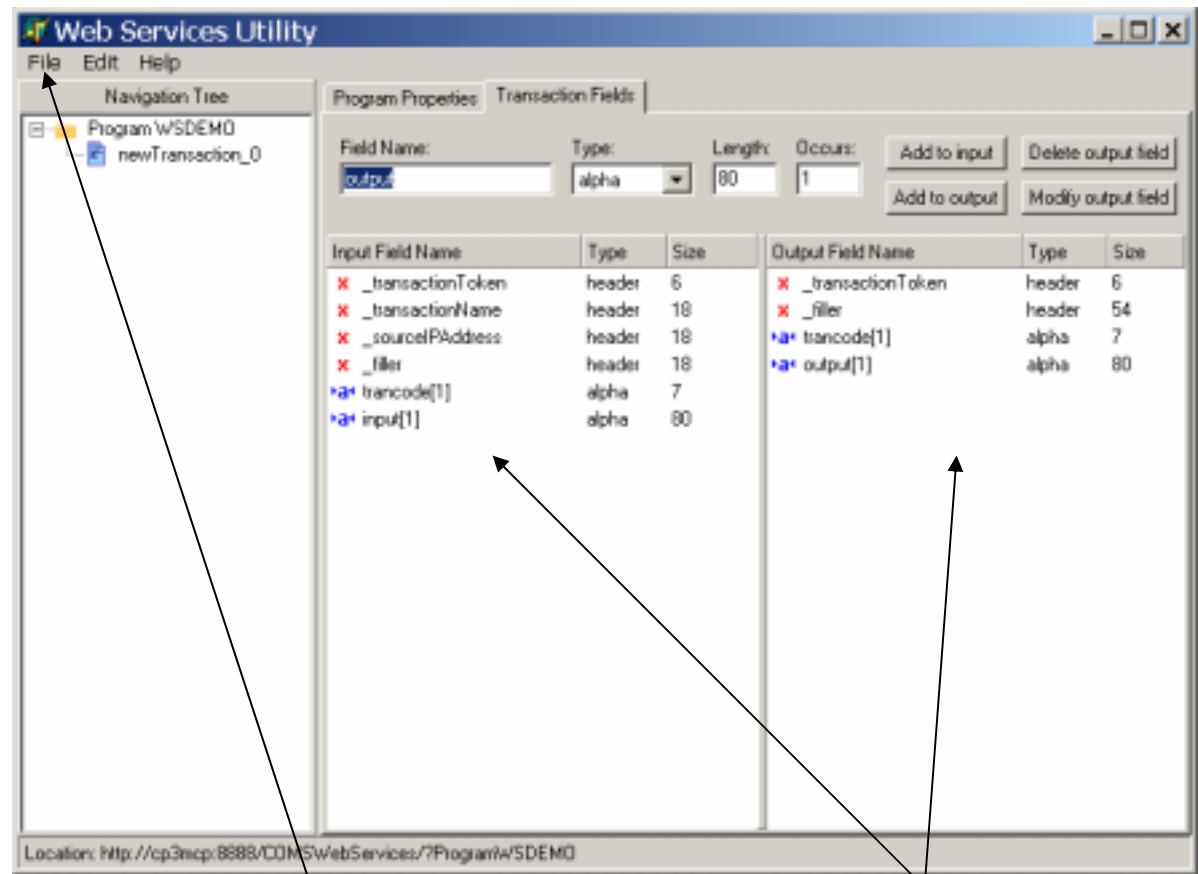 Web Services Utility
File Edit Help
Navigation Tree
Program WSDEMO
newTransaction_0
Program Properties Transaction Fields
Field Name: Type: Length: Occurs:
output alpha 80 1
Add to input Delete output field
Add to output Modify output field
Input Field Name Type Size
_transactionToken header 6
_transactionName header 18
_sourceIPAddress header 18
_filler header 18
trancode[1] alpha 7
input[1] alpha 80
Output Field Name Type Size
_transactionToken header 6
_filler header 54
trancode[1] alpha 7
output[1] alpha 80
Location: http://cp3mcp:8888/COMSWebServices/?ProgramWSDEMO